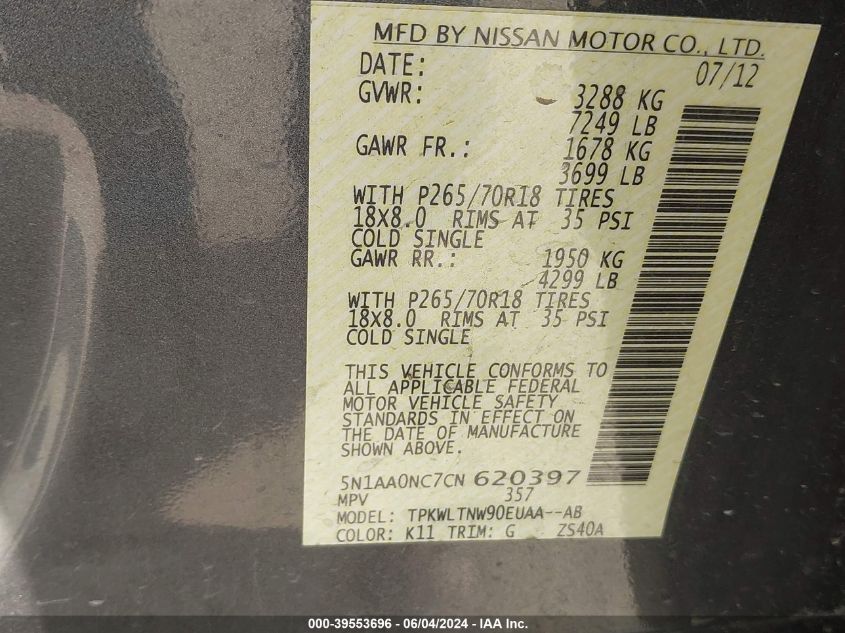 MFD BY NISSAN MOTOR CO., LTD.
DATE: 07/12
GVWR: 3288 KG
7249 LB
GAWR FR.: 1678 KG
3699 LB
WITH P265/70R18 TIRES
18X8.0 RIMS AT 35 PSI
COLD SINGLE
GAWR RR.: 1950 KG
4299 LB
WITH P265/70R18 TIRES
18X8.0 RIMS AT 35 PSI
COLD SINGLE
THIS VEHICLE CONFORMS TO
ALL APPLICABLE FEDERAL
MOTOR VEHICLE SAFETY
STANDARDS IN EFFECT ON
THE DATE OF MANUFACTURE
SHOWN ABOVE.
5N1AA0NC7CN 620397
MPV 357
MODEL: TPKWLTNW90EUAA--AB
COLOR: K11 TRIM: G ZS40A
000-39553696 - 06/04/2024 - IAA Inc.